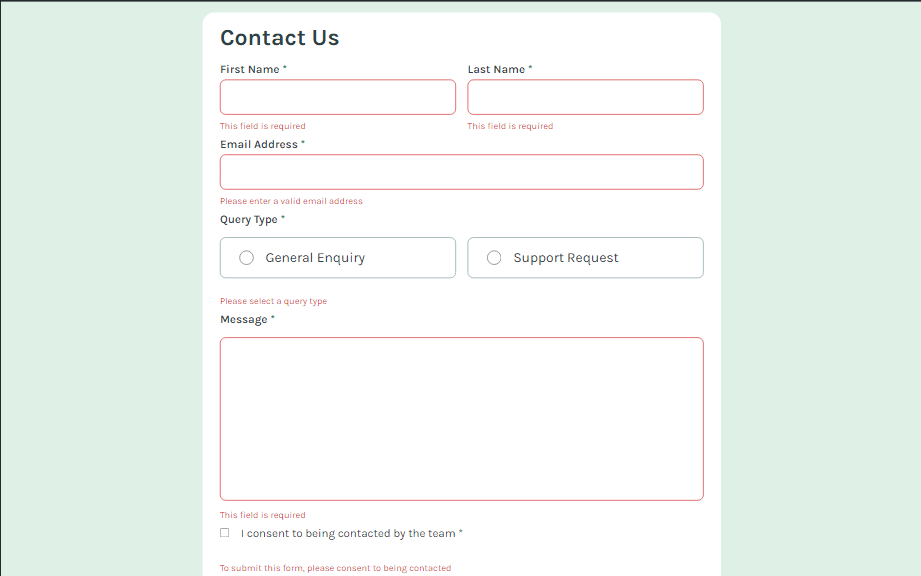 Contact Us
First Name *
Last Name *
This field is required
This field is required
Email Address *
Please enter a valid email address
Query Type *
General Enquiry
Support Request
Please select a query type
Message *
This field is required
I consent to being contacted by the team *
To submit this form, please consent to being contacted